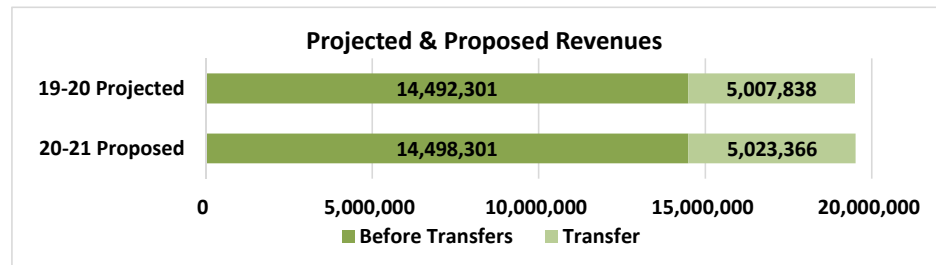 Projected & Proposed Revenues
19-20 Projected 14,492,301 5,007,838
20-21 Proposed 14,498,301 5,023,366
0 5,000,000 10,000,000 15,000,000 20,000,000
Before Transfers Transfer